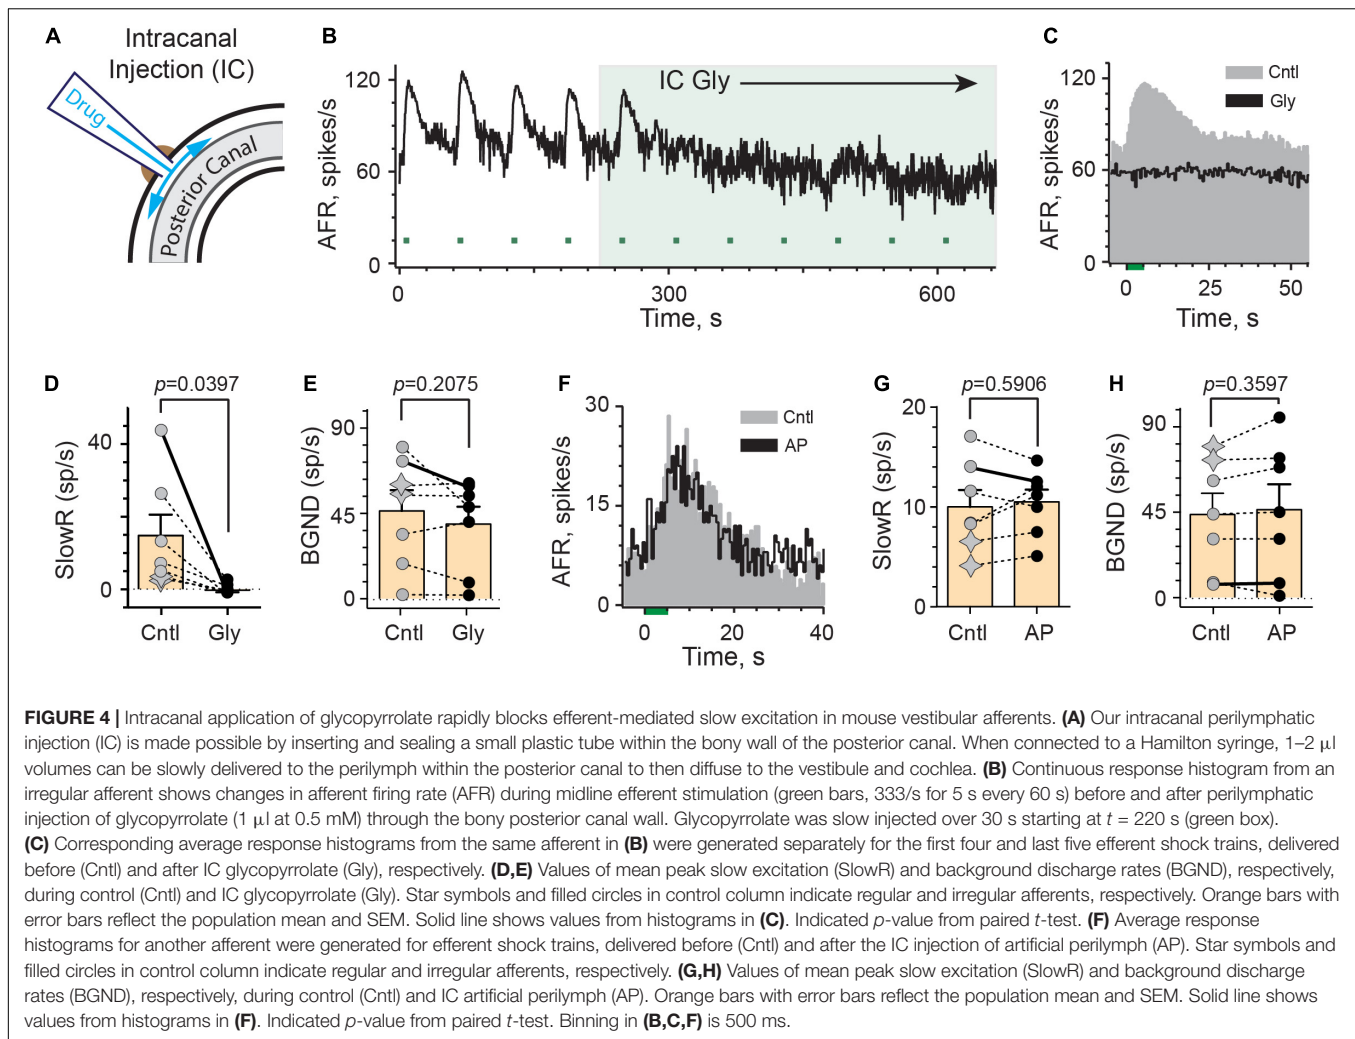 A
Intracanal
Injection (IC)
Drug
Posterior Canal
B
IC Gly
AFR, spikes/s
120
60
0
0
300
600
Time, s
C
Cntl
Gly
AFR, spikes/s
120
60
0
0
25
50
Time, s
D
p=0.0397
SlowR (sp/s)
40
0
Cntl
Gly
E
p=0.2075
BGND (sp/s)
90
45
0
Cntl
Gly
F
Cntl
AP
AFR, spikes/s
30
15
0
0
20
40
Time, s
G
p=0.5906
SlowR (sp/s)
20
10
0
Cntl
AP
H
p=0.3597
BGND (sp/s)
90
45
0
Cntl
AP
FIGURE 4 | Intracanal application of glycopyrrolate rapidly blocks efferent-mediated slow excitation in mouse vestibular afferents. (A) Our intracanal perilymphatic
injection (IC) is made possible by inserting and sealing a small plastic tube within the bony wall of the posterior canal. When connected to a Hamilton syringe, 1–2 μl
volumes can be slowly delivered to the perilymph within the posterior canal to then diffuse to the vestibule and cochlea. (B) Continuous response histogram from an
irregular afferent shows changes in afferent firing rate (AFR) during midline efferent stimulation (green bars, 333/s for 5 s every 60 s) before and after perilymphatic
injection of glycopyrrolate (1 μl at 0.5 mM) through the bony posterior canal wall. Glycopyrrolate was slow injected over 30 s starting at t = 220 s (green box).
(C) Corresponding average response histograms from the same afferent in (B) were generated separately for the first four and last five efferent shock trains, delivered
before (Cntl) and after IC glycopyrrolate (Gly), respectively. (D,E) Values of mean peak slow excitation (SlowR) and background discharge rates (BGND), respectively,
during control (Cntl) and IC glycopyrrolate (Gly). Star symbols and filled circles in control column indicate regular and irregular afferents, respectively. Orange bars with
error bars reflect the population mean and SEM. Solid line shows values from histograms in (C). Indicated p-value from paired t-test. (F) Average response
histograms for another afferent were generated for efferent shock trains, delivered before (Cntl) and after the IC injection of artificial perilymph (AP). Star symbols and
filled circles in control column indicate regular and irregular afferents, respectively. (G,H) Values of mean peak slow excitation (SlowR) and background discharge
rates (BGND), respectively, during control (Cntl) and IC artificial perilymph (AP). Orange bars with error bars reflect the population mean and SEM. Solid line shows
values from histograms in (F). Indicated p-value from paired t-test. Binning in (B,C,F) is 500 ms.